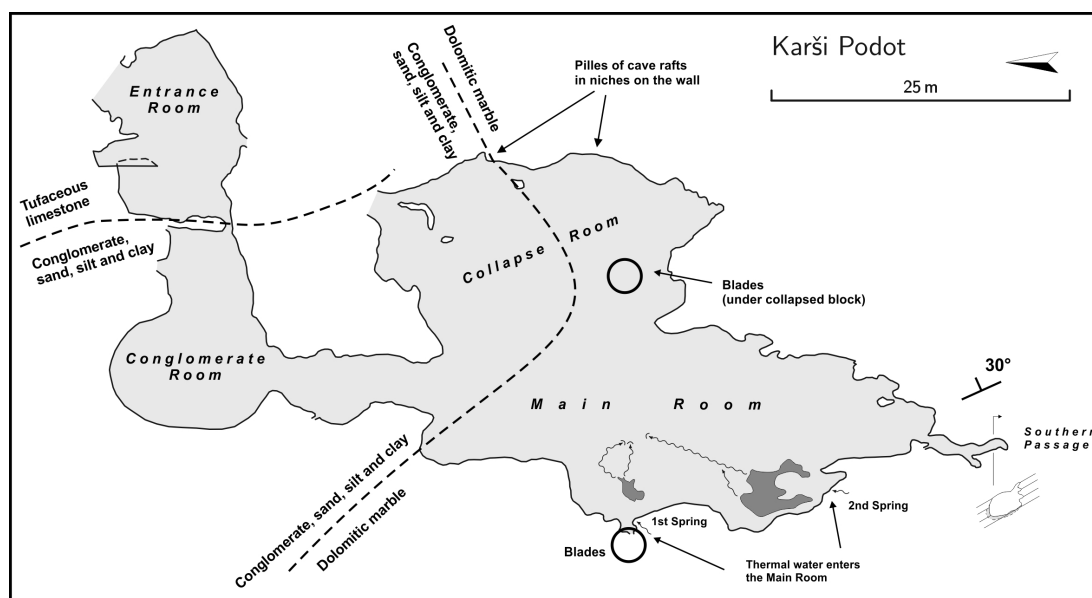 Karši Podot
25 m
Entrance
Room
Dolomitic marble
Conglomerate,
sand, silt and clay
Pilles of cave rafts
in niches on the wall
Tufaceous
limestone
Conglomerate,
sand, silt and clay
Collapse Room
Blades
(under collapsed block)
Conglomerate
Room
Main Room
30°
Southern
Passage
Conglomerate, sand, silt and clay
Dolomitic marble
1st Spring
2nd Spring
Blades
Thermal water enters
the Main Room